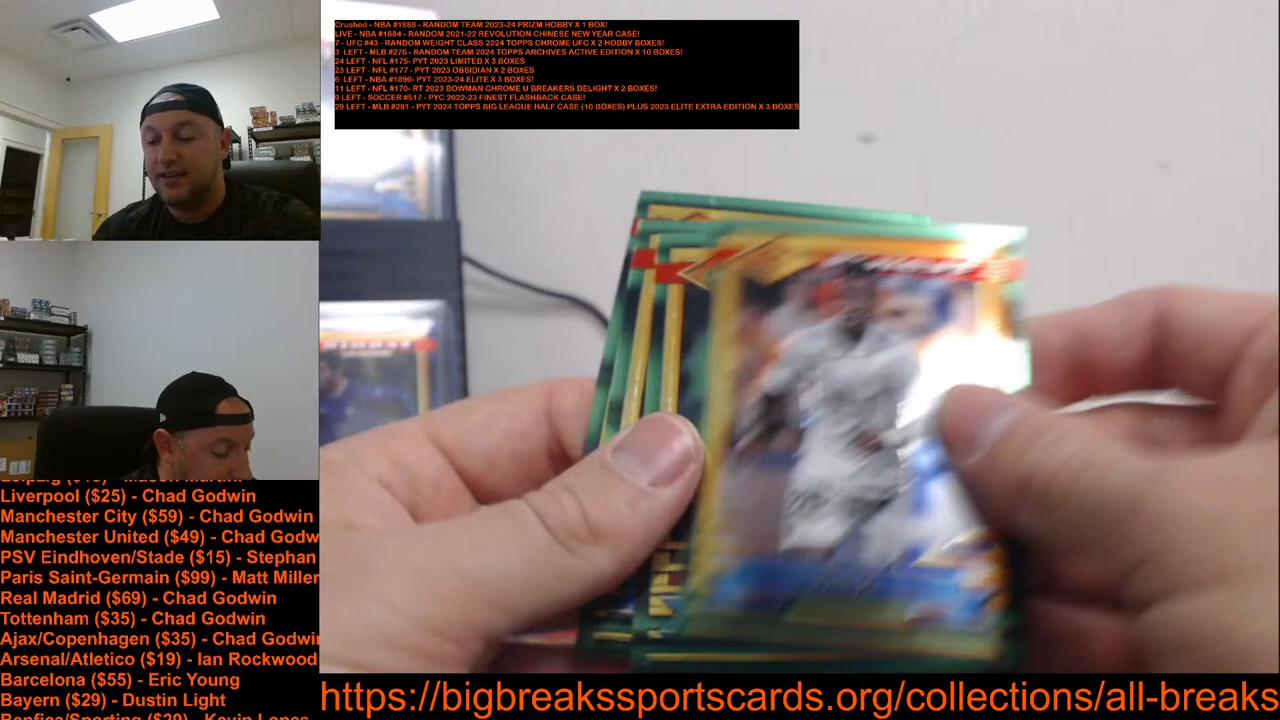 Crushed - NBA #1886 - RANDOM TEAM 2023-24 PRIZM HOBBY X 1 BOX!
LIVE - NBA #1884 - RANDOM 2021-22 REVOLUTION CHINESE NEW YEAR CASE!
7 - UFC #43 - RANDOM WEIGHT CLASS 2024 TOPPS CHROME UFC X 2 HOBBY BOXES!
3 LEFT - MLB #276 - RANDOM TEAM 2024 TOPPS ARCHIVES ACTIVE EDITION X 10 BOXES!
24 LEFT - NFL #175- PYT 2023 LIMITED X 3 BOXES
23 LEFT - NFL #177 - PYT 2023 OBSIDIAN X 2 BOXES
6 LEFT - NBA #1890- PYT 2023-24 ELITE X 3 BOXES!
11 LEFT - NFL #170- RT 2023 BOWMAN CHROME U BREAKERS DELIGHT X 2 BOXES!
9 LEFT - SOCCER #517 - PYC 2022-23 FINEST FLASHBACK CASE!
29 LEFT - MLB #281 - PYT 2024 TOPPS BIG LEAGUE HALF CASE (10 BOXES) PLUS 2023 ELITE EXTRA EDITION X 3 BOXES
Liverpool ($25) - Chad Godwin
Manchester City ($59) - Chad Godwin
Manchester United ($49) - Chad Godw
PSV Eindhoven/Stade ($15) - Stephan
Paris Saint-Germain ($99) - Matt Miller
Real Madrid ($69) - Chad Godwin
Tottenham ($35) - Chad Godwin
Ajax/Copenhagen ($35) - Chad Godwi
Arsenal/Atletico ($19) - Ian Rockwood
Barcelona ($55) - Eric Young
Bayern ($29) - Dustin Light
https://bigbreakssportscards.org/collections/all-breaks